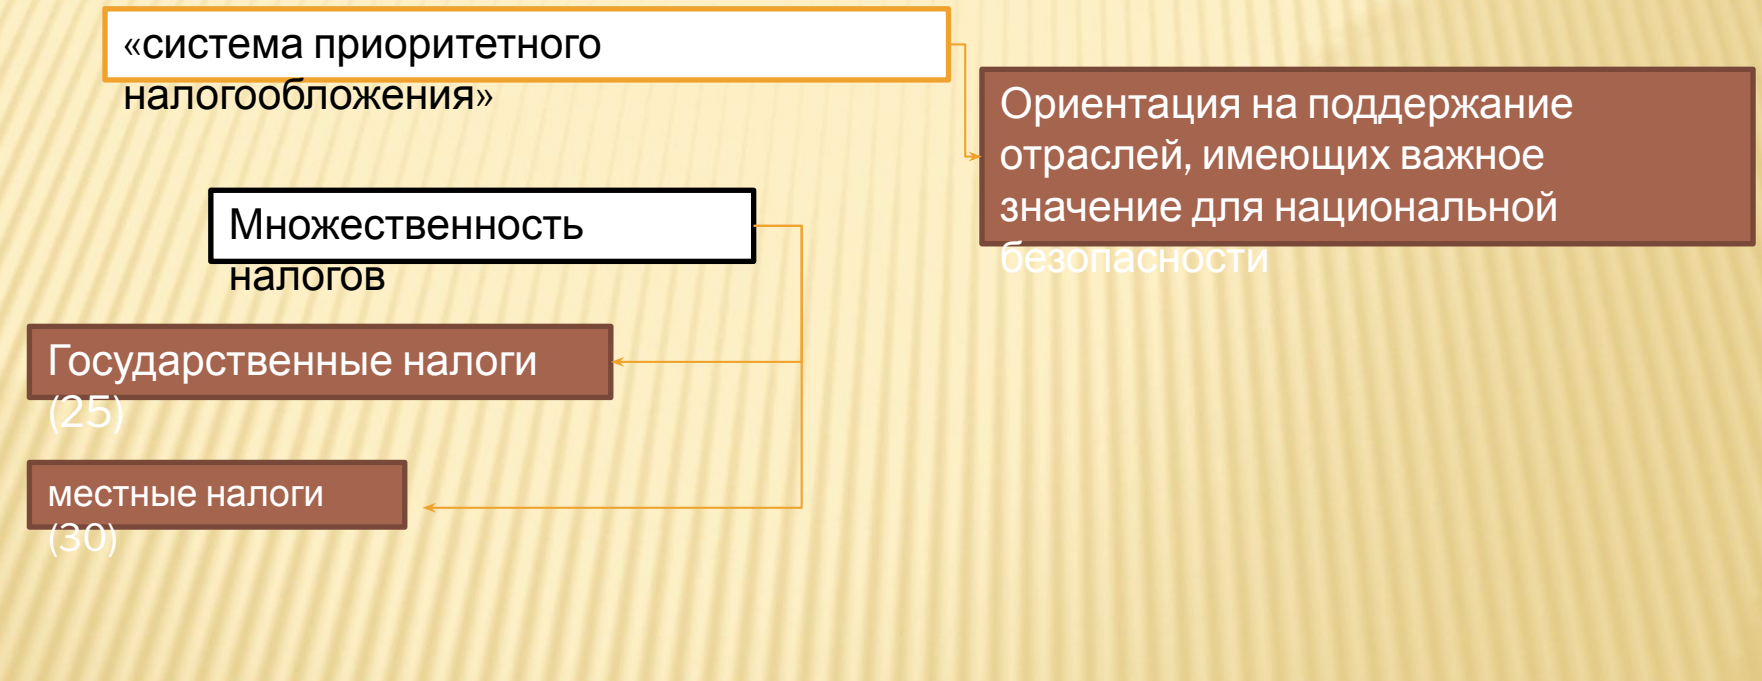 «система приоритетного
налогообложения»
Ориентация на поддержание
отраслей, имеющих важное
значение для национальной
безопасности
Множественность
налогов
Государственные налоги
(25)
местные налоги
(30)